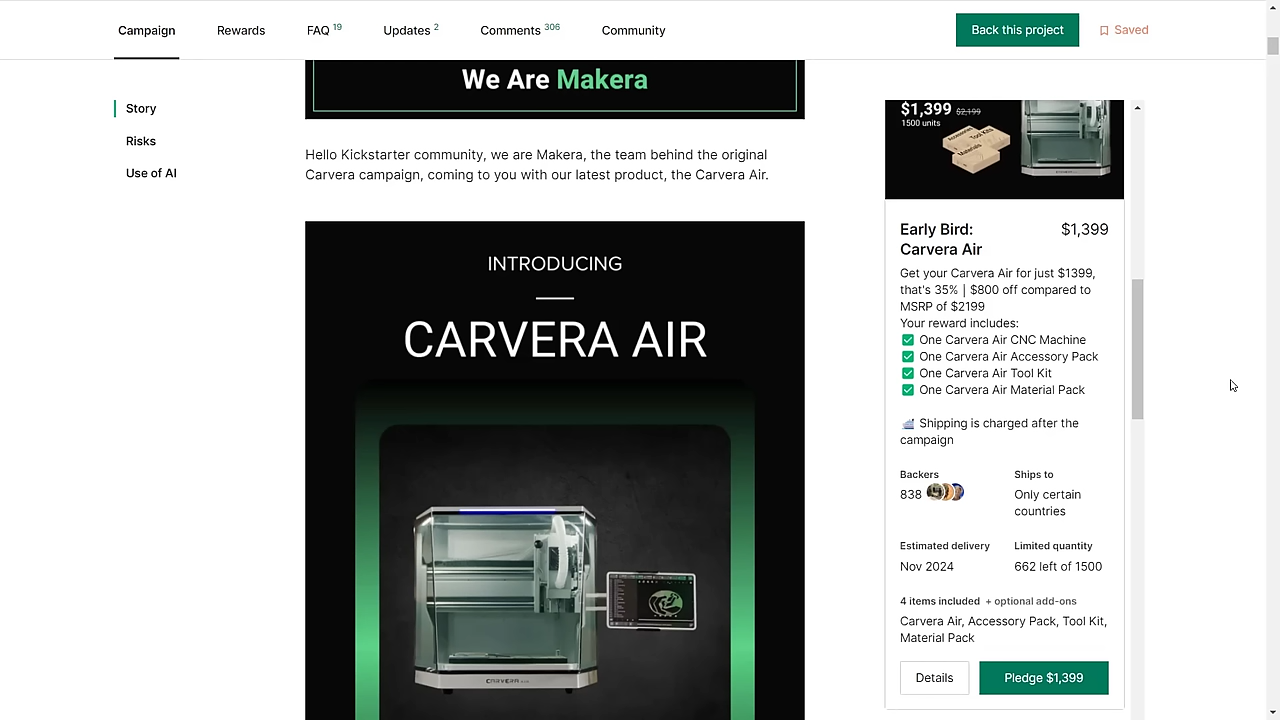 Campaign
Rewards
FAQ 19
Updates 2
Comments 306
Community
Back this project
Saved
Story
Risks
Use of AI
We Are Makera
Hello Kickstarter community, we are Makera, the team behind the original
Carvera campaign, coming to you with our latest product, the Carvera Air.
INTRODUCING
CARVERA AIR
CARVERA AIR
$1,399 $2,199
1500 units
Accessories
Tool Kits
Materials
Early Bird:
Carvera Air
$1,399
Get your Carvera Air for just $1399,
that's 35% | $800 off compared to
MSRP of $2199
Your reward includes:
✅ One Carvera Air CNC Machine
✅ One Carvera Air Accessory Pack
✅ One Carvera Air Tool Kit
✅ One Carvera Air Material Pack
Shipping is charged after the
campaign
Backers
838
Ships to
Only certain
countries
Estimated delivery
Nov 2024
Limited quantity
662 left of 1500
4 items included + optional add-ons
Carvera Air, Accessory Pack, Tool Kit,
Material Pack
Details
Pledge $1,399